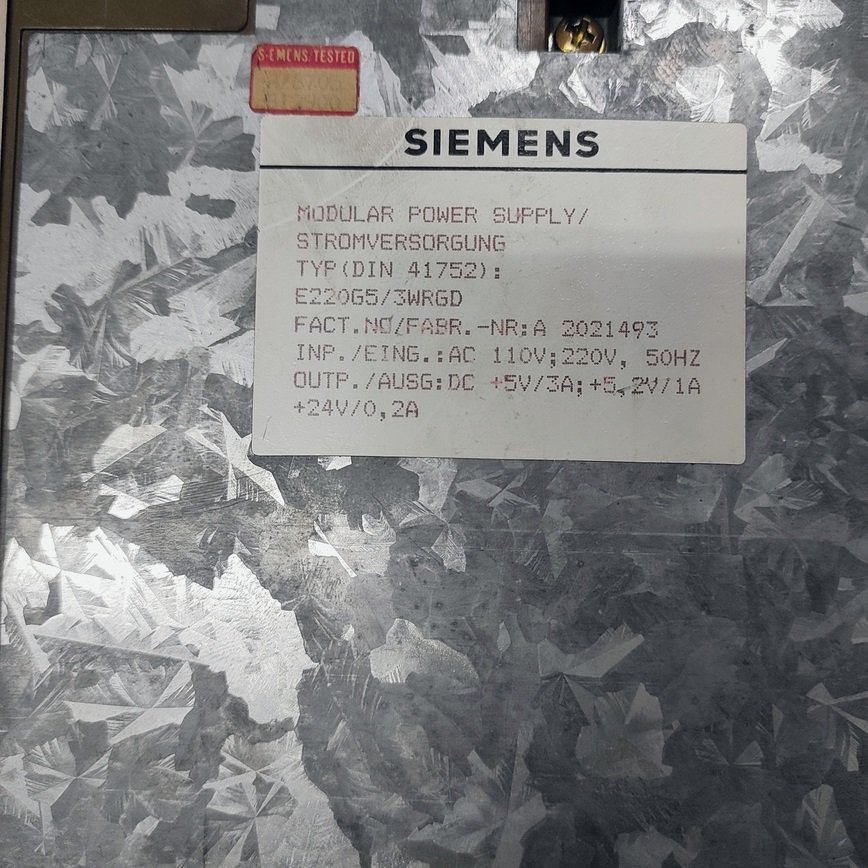 SIEMENS TESTED
SIEMENS
MODULAR POWER SUPPLY/
STROMVERSORGUNG
TYP(DIN 41752):
E220G5/3WRGD
FACT.NO/FABR.-NR:A 2021493
INP./EING.:AC 110V;220V, 50HZ
OUTP./AUSG:DC +5V/3A;+5,2V/1A
+24V/0,2A